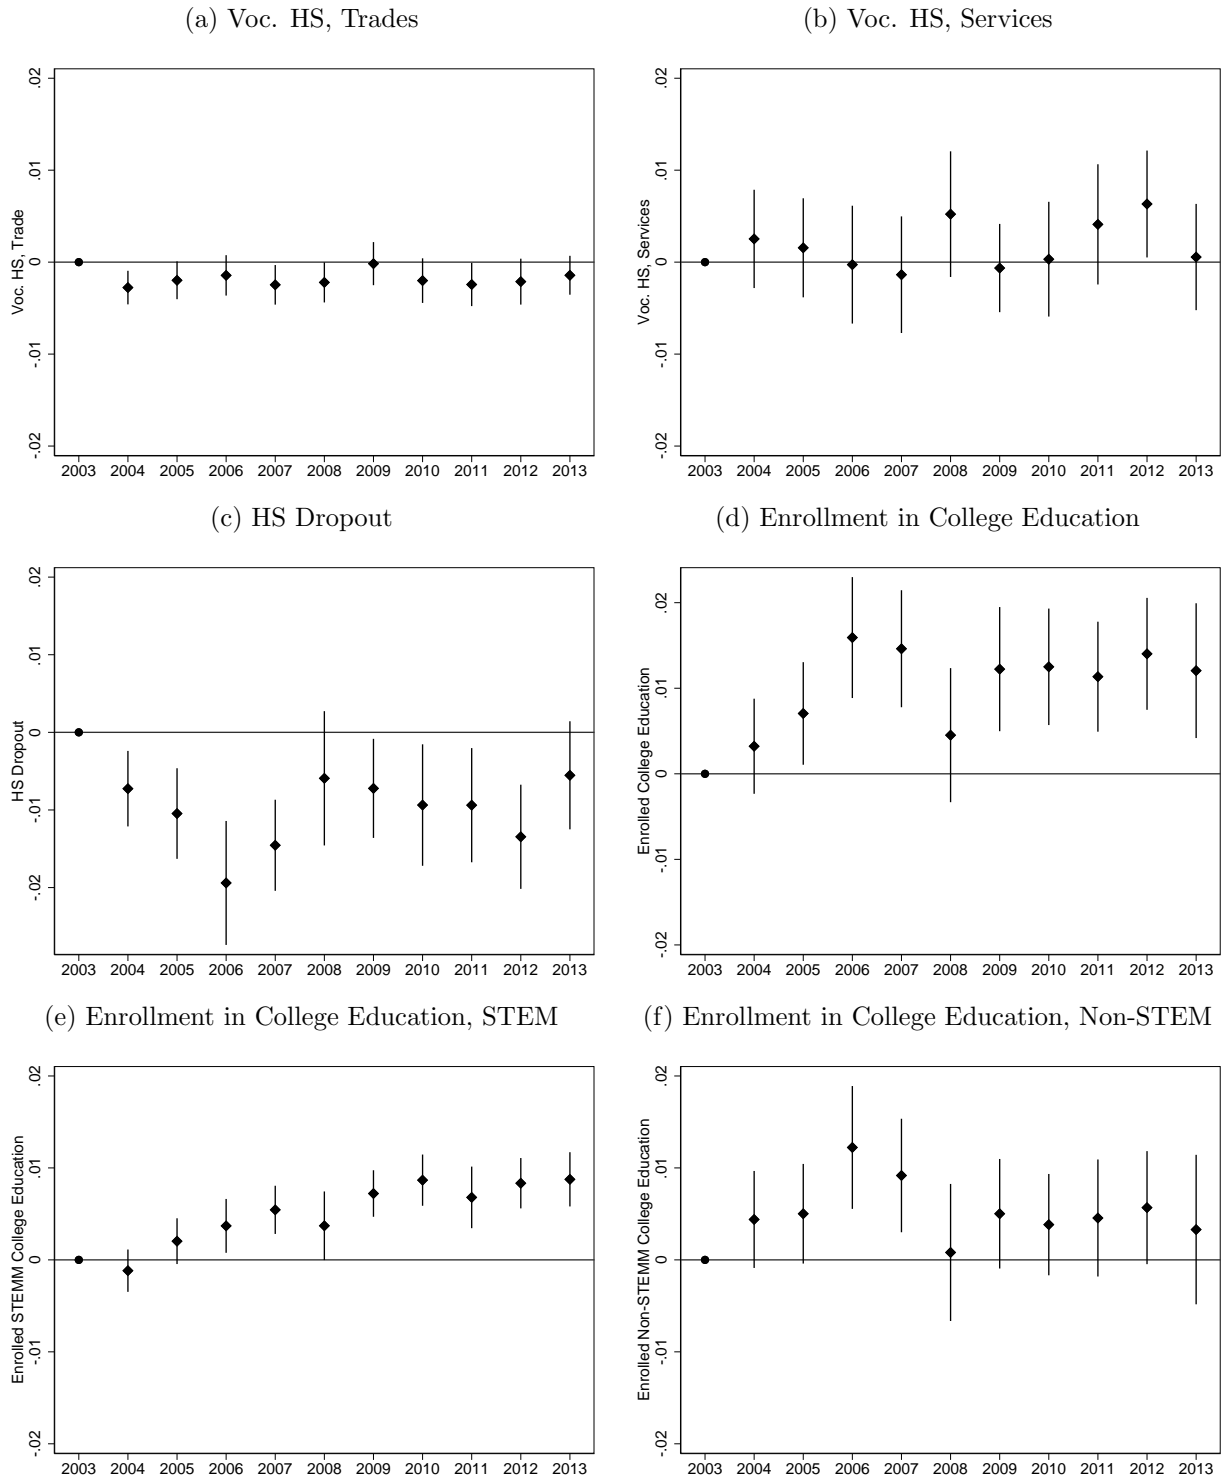 (a) Voc. HS, Trades
Voc. HS, Trade
.02
.01
0
-.01
-.02
2003 2004 2005 2006 2007 2008 2009 2010 2011 2012 2013
(b) Voc. HS, Services
Voc. HS, Services
.02
.01
0
-.01
-.02
2003 2004 2005 2006 2007 2008 2009 2010 2011 2012 2013
(c) HS Dropout
HS Dropout
.02
.01
0
-.01
-.02
2003 2004 2005 2006 2007 2008 2009 2010 2011 2012 2013
(d) Enrollment in College Education
Enrolled College Education
.02
.01
0
-.01
-.02
2003 2004 2005 2006 2007 2008 2009 2010 2011 2012 2013
(e) Enrollment in College Education, STEM
Enrolled STEMM College Education
.02
.01
0
-.01
-.02
2003 2004 2005 2006 2007 2008 2009 2010 2011 2012 2013
(f) Enrollment in College Education, Non-STEM
Enrolled Non-STEMM College Education
.02
.01
0
-.01
-.02
2003 2004 2005 2006 2007 2008 2009 2010 2011 2012 2013